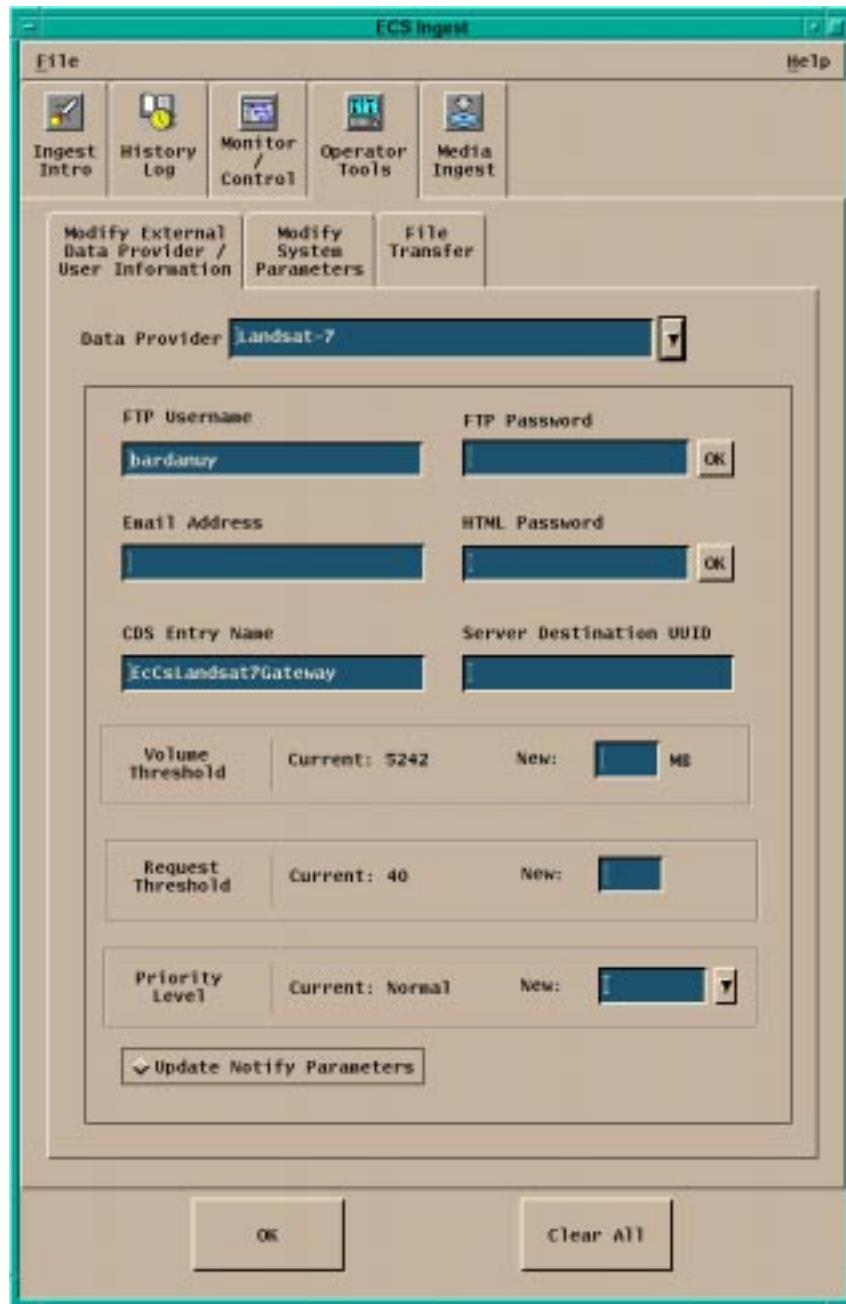 ECS Ingest
File Help
Ingest Intro
History Log
Monitor / Control
Operator Tools
Media Ingest
Modify External Data Provider / User Information
Modify System Parameters
File Transfer
Data Provider Landsat-7
FTP Username
FTP Password
bardanuy
OK
Email Address
HTML Password
OK
CDS Entry Name
Server Destination UUID
EcCsLandsat7Gateway
Volume Threshold
Current: 5242
New:
MB
Request Threshold
Current: 40
New:
Priority Level
Current: Normal
New:
Update Notify Parameters
OK
Clear All